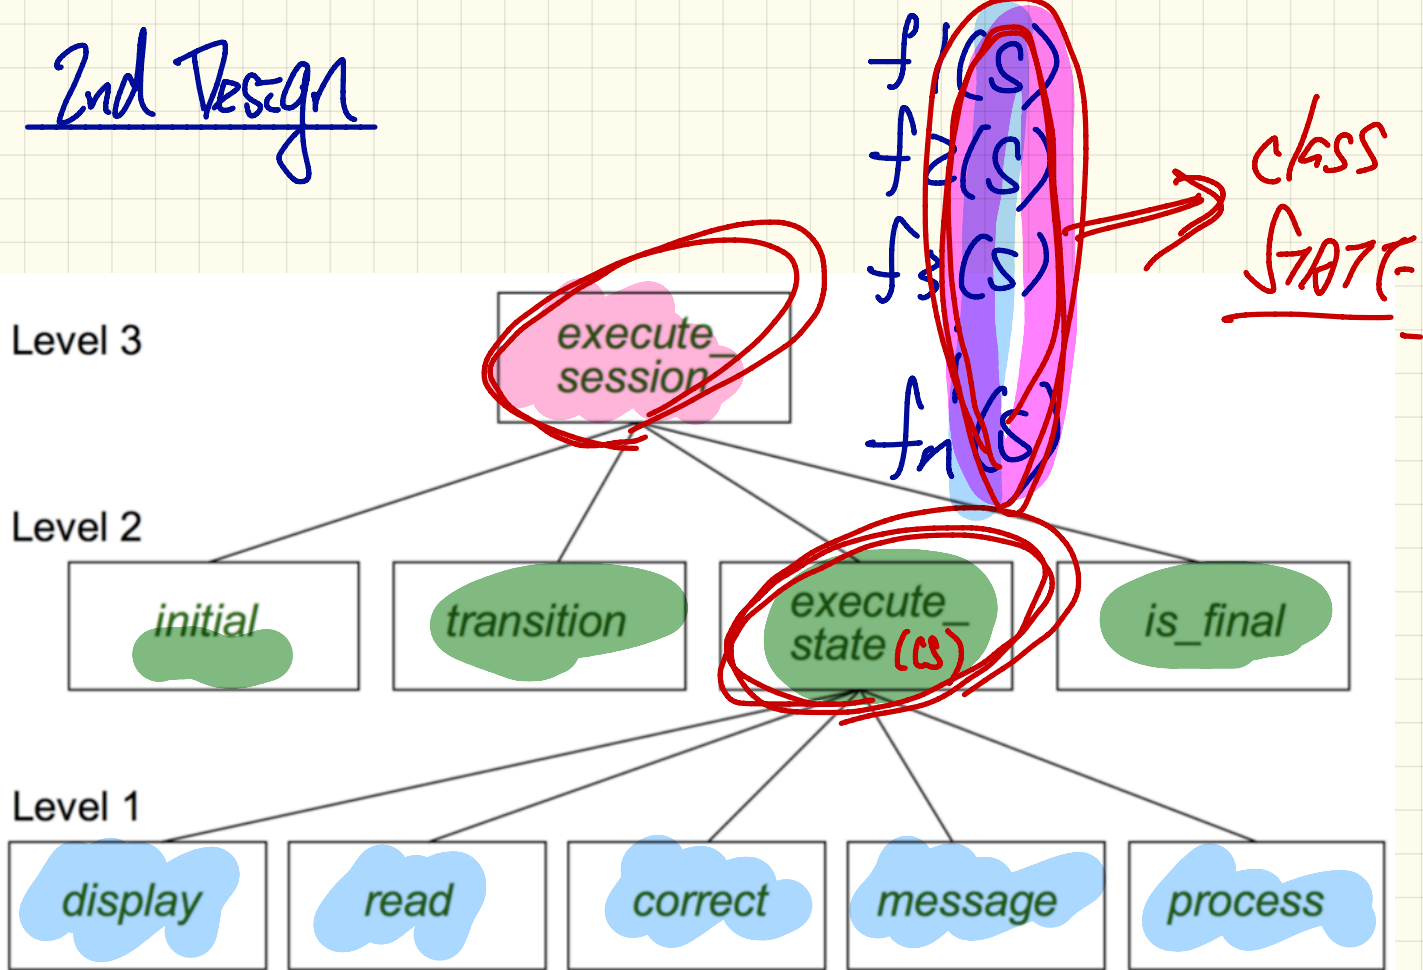 2nd Design
f1(s)
f2(s)
f3(s)
fn(s)
class
STATE
Level 3
execute_
session
Level 2
initial
transition
execute_
state (cs)
is_final
Level 1
display
read
correct
message
process